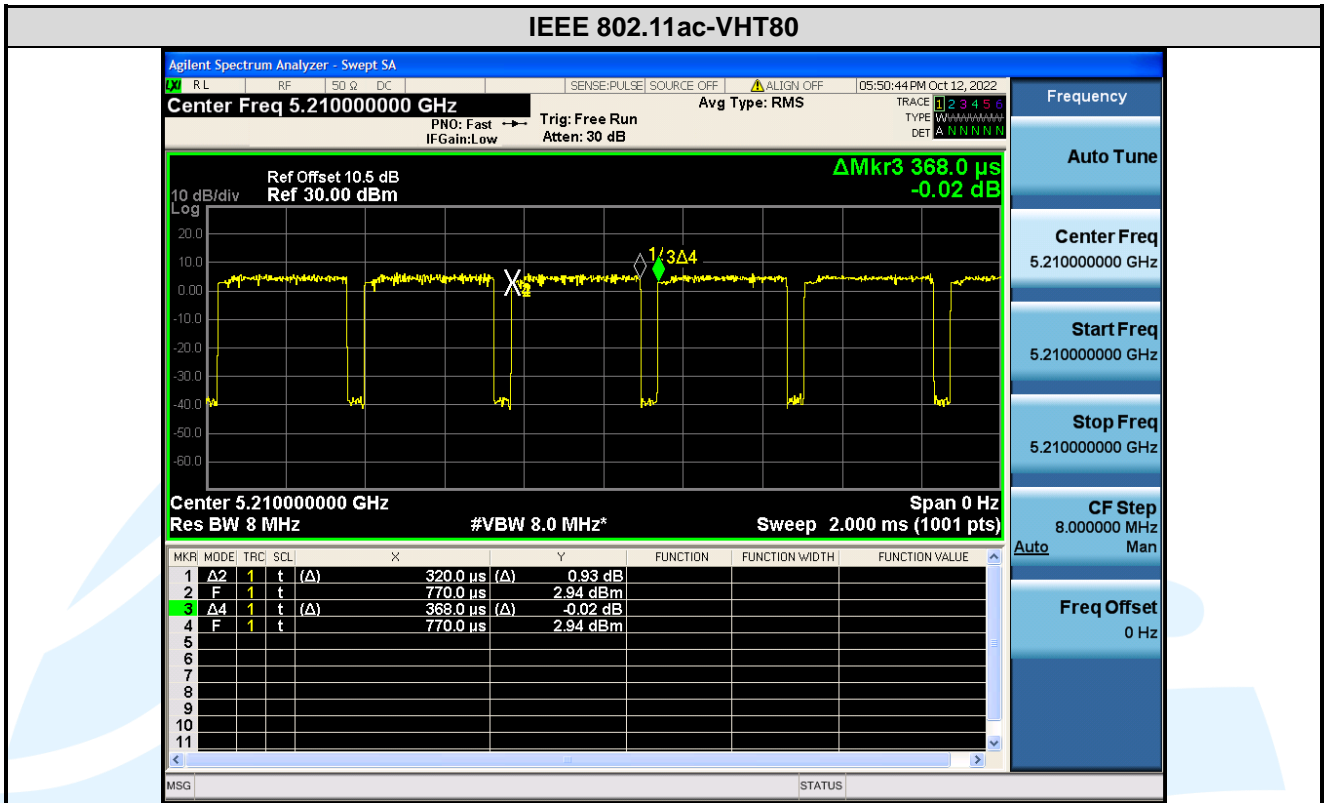 IEEE 802.11ac-VHT80
Agilent Spectrum Analyzer - Swept SA
LXI RL RF 50 Ω DC SENSE:PULSE SOURCE OFF ALIGN OFF 05:50:44 PM Oct 12, 2022
Center Freq 5.210000000 GHz
PNO: Fast
IFGain:Low
Trig: Free Run
Atten: 30 dB
Avg Type: RMS
TRACE 1 2 3 4 5 6
TYPE W
DET A N N N N N
Ref Offset 10.5 dB
10 dB/div Ref 30.00 dBm
Log
ΔMkr3 368.0 µs
-0.02 dB
20.0
10.0
0.00
-10.0
-20.0
-30.0
-40.0
-50.0
-60.0
1/3Δ4
Center 5.210000000 GHz Span 0 Hz
Res BW 8 MHz #VBW 8.0 MHz* Sweep 2.000 ms (1001 pts)
MKR MODE TRC SCL X Y FUNCTION FUNCTION WIDTH FUNCTION VALUE
1 Δ2 1 t (Δ) 320.0 µs (Δ) 0.93 dB
2 F 1 t 770.0 µs 2.94 dBm
3 Δ4 1 t (Δ) 368.0 µs (Δ) -0.02 dB
4 F 1 t 770.0 µs 2.94 dBm
5
6
7
8
9
10
11
MSG STATUS
Frequency
Auto Tune
Center Freq
5.210000000 GHz
Start Freq
5.210000000 GHz
Stop Freq
5.210000000 GHz
CF Step
8.000000 MHz
Auto Man
Freq Offset
0 Hz